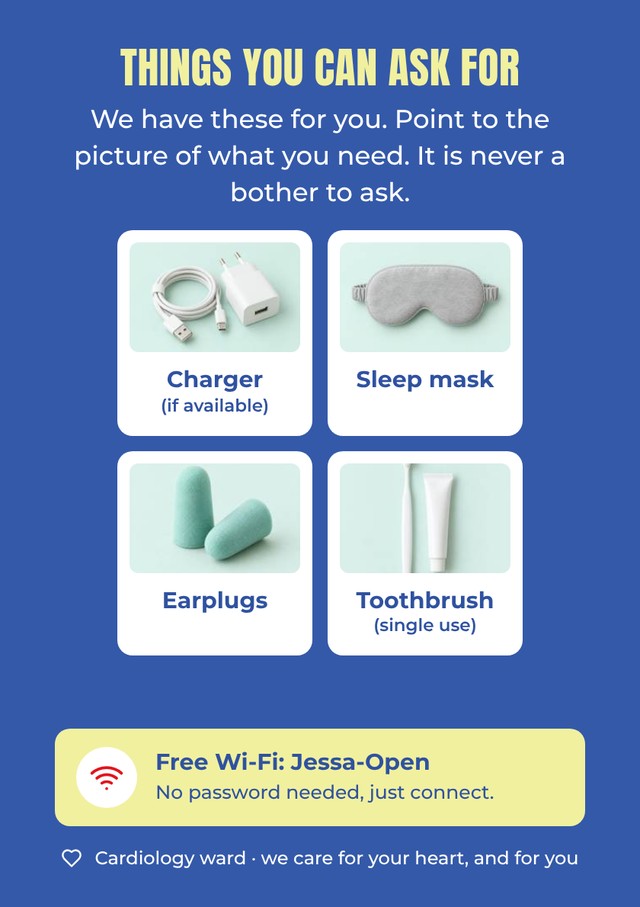 THINGS YOU CAN ASK FOR
We have these for you. Point to the
picture of what you need. It is never a
bother to ask.
Charger
(if available)
Sleep mask
Earplugs
Toothbrush
(single use)
Free Wi-Fi: Jessa-Open
No password needed, just connect.
Cardiology ward · we care for your heart, and for you